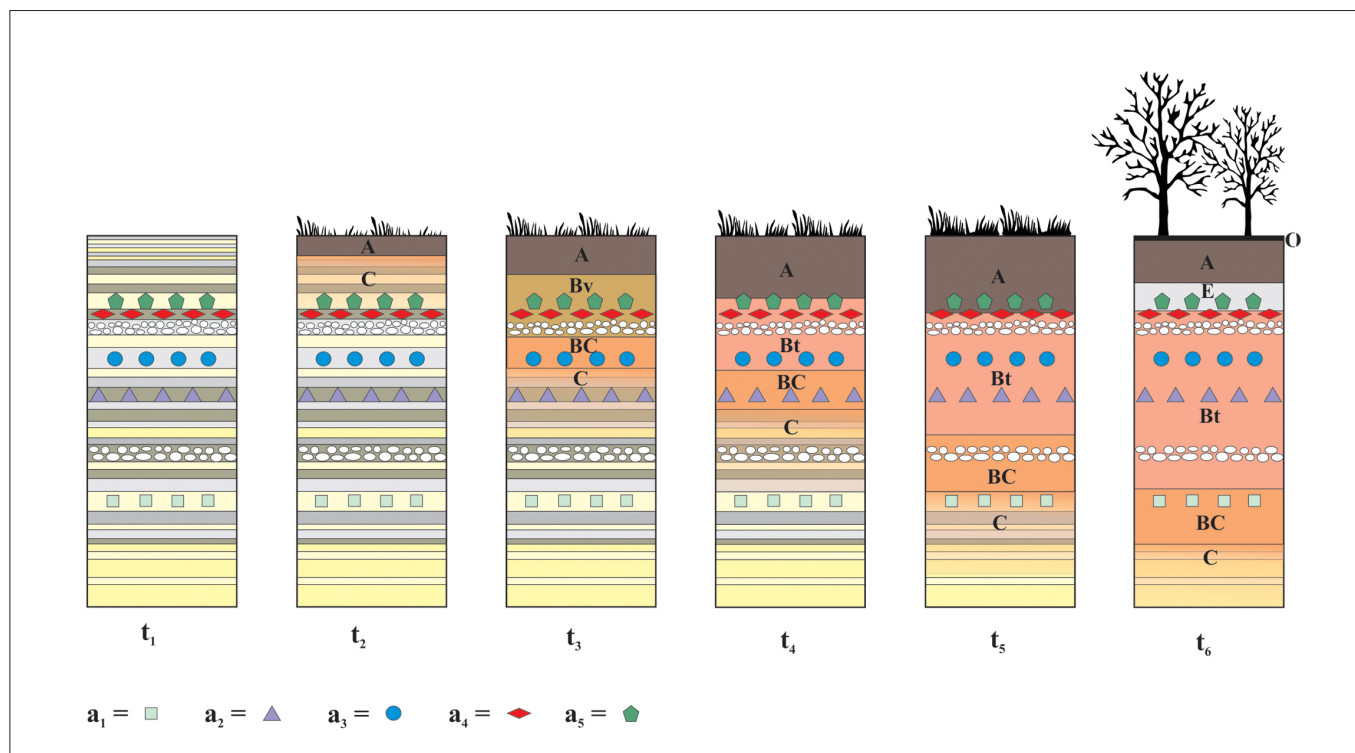 O
A
A
A
A
A
C
Bv
E
Bt
BC
Bt
C
BC
Bt
C
BC
BC
C
C
t₁ t₂ t₃ t₄ t₅ t₆
a₁ = a₂ = a₃ = a₄ = a₅ =